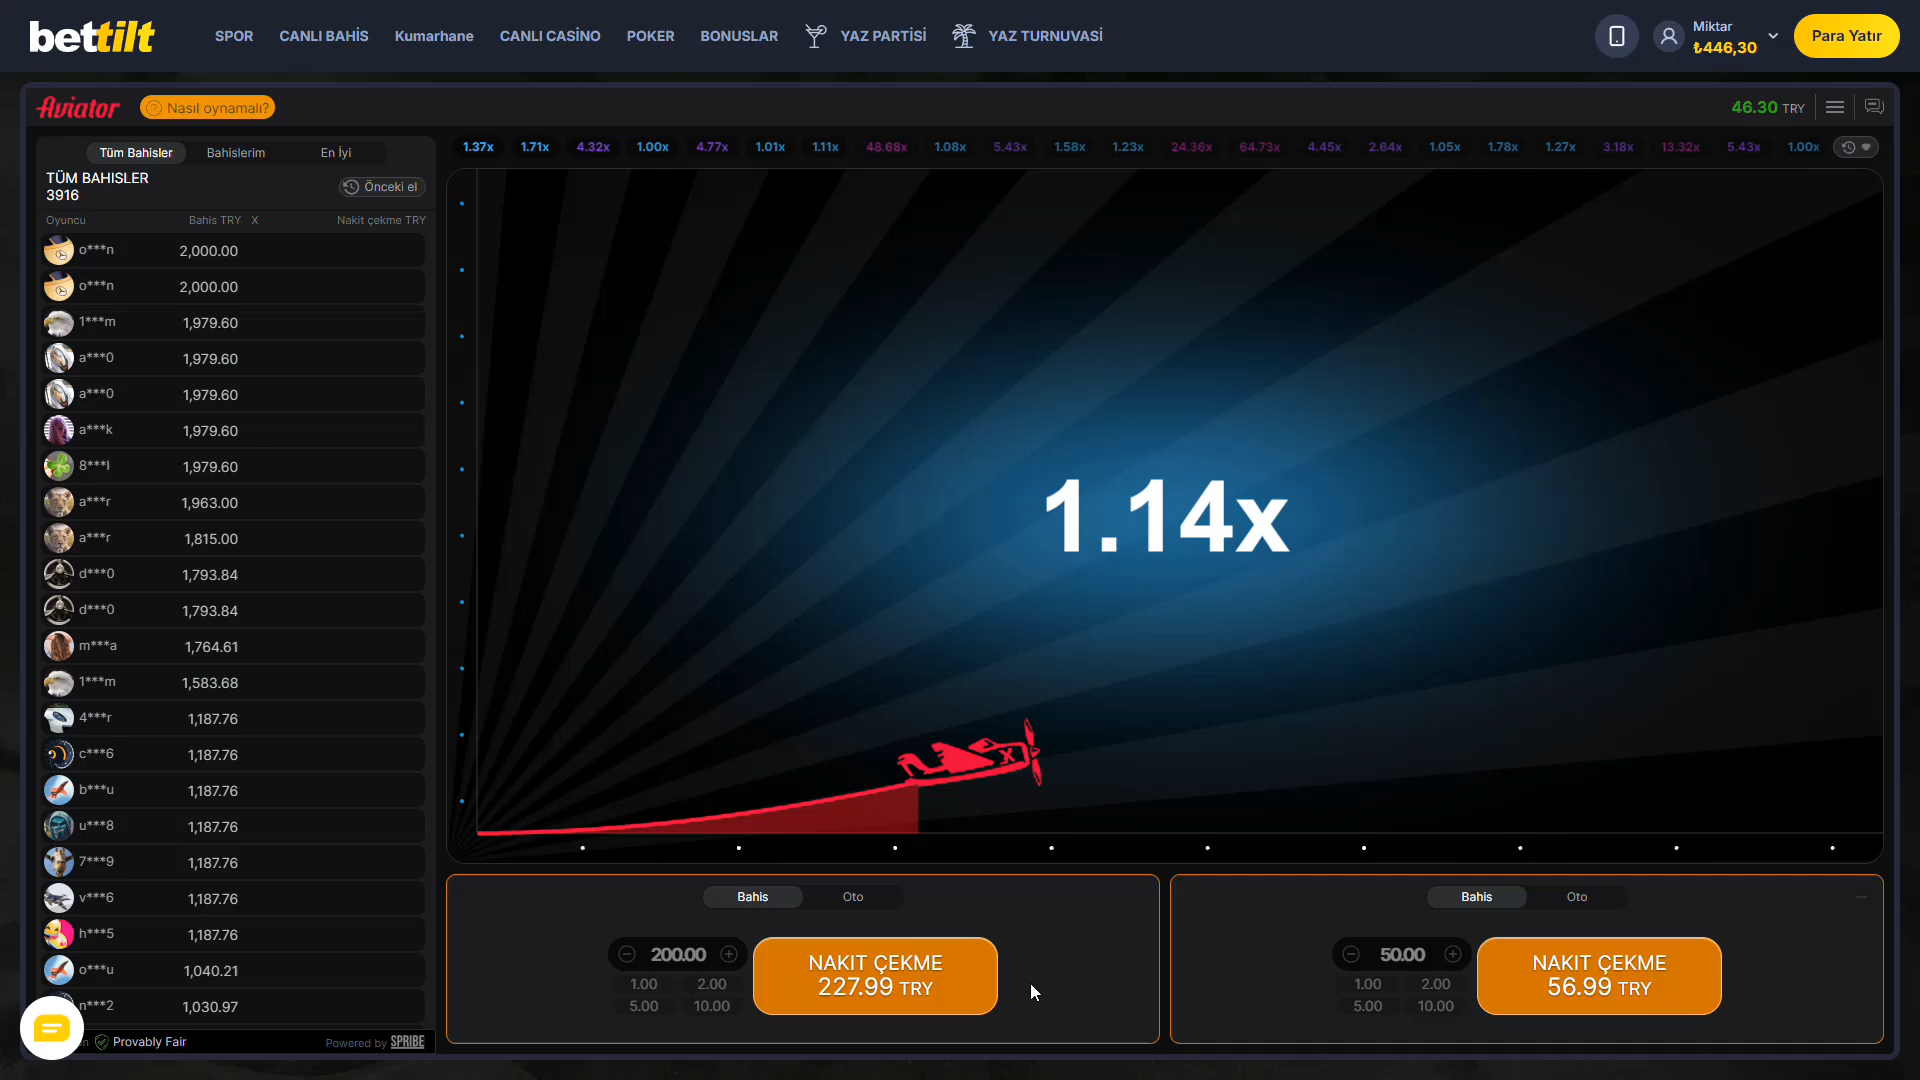 bettilt
SPOR CANLI BAHİS Kumarhane CANLI CASİNO POKER BONUSLAR YAZ PARTİSİ YAZ TURNUVASİ
Miktar
₺446,30
Para Yatır
Aviator
Nasıl oynamalı?
46.30 TRY
Tüm Bahisler Bahislerim En İyi
1.37x 1.71x 4.32x 1.00x 4.77x 1.01x 1.11x 48.68x 1.08x 5.43x 1.58x 1.23x 24.36x 64.73x 4.45x 2.64x 1.05x 1.78x 1.27x 3.18x 13.32x 5.43x 1.00x
TÜM BAHISLER
3916
Önceki el
Oyuncu Bahis TRY X Nakit çekme TRY
o***n 2,000.00
o***n 2,000.00
1***m 1,979.60
a***0 1,979.60
a***0 1,979.60
a***k 1,979.60
8***l 1,979.60
a***r 1,963.00
a***r 1,815.00
d***0 1,793.84
d***0 1,793.84
m***a 1,764.61
1***m 1,583.68
4***r 1,187.76
c***6 1,187.76
b***u 1,187.76
u***8 1,187.76
7***9 1,187.76
v***6 1,187.76
h***5 1,187.76
o***u 1,040.21
n***2 1,030.97
Provably Fair
Powered by SPRIBE
1.14x
X
Bahis Oto
200.00
1.00 2.00
5.00 10.00
NAKIT ÇEKME
227.99 TRY
Bahis Oto
50.00
1.00 2.00
5.00 10.00
NAKIT ÇEKME
56.99 TRY